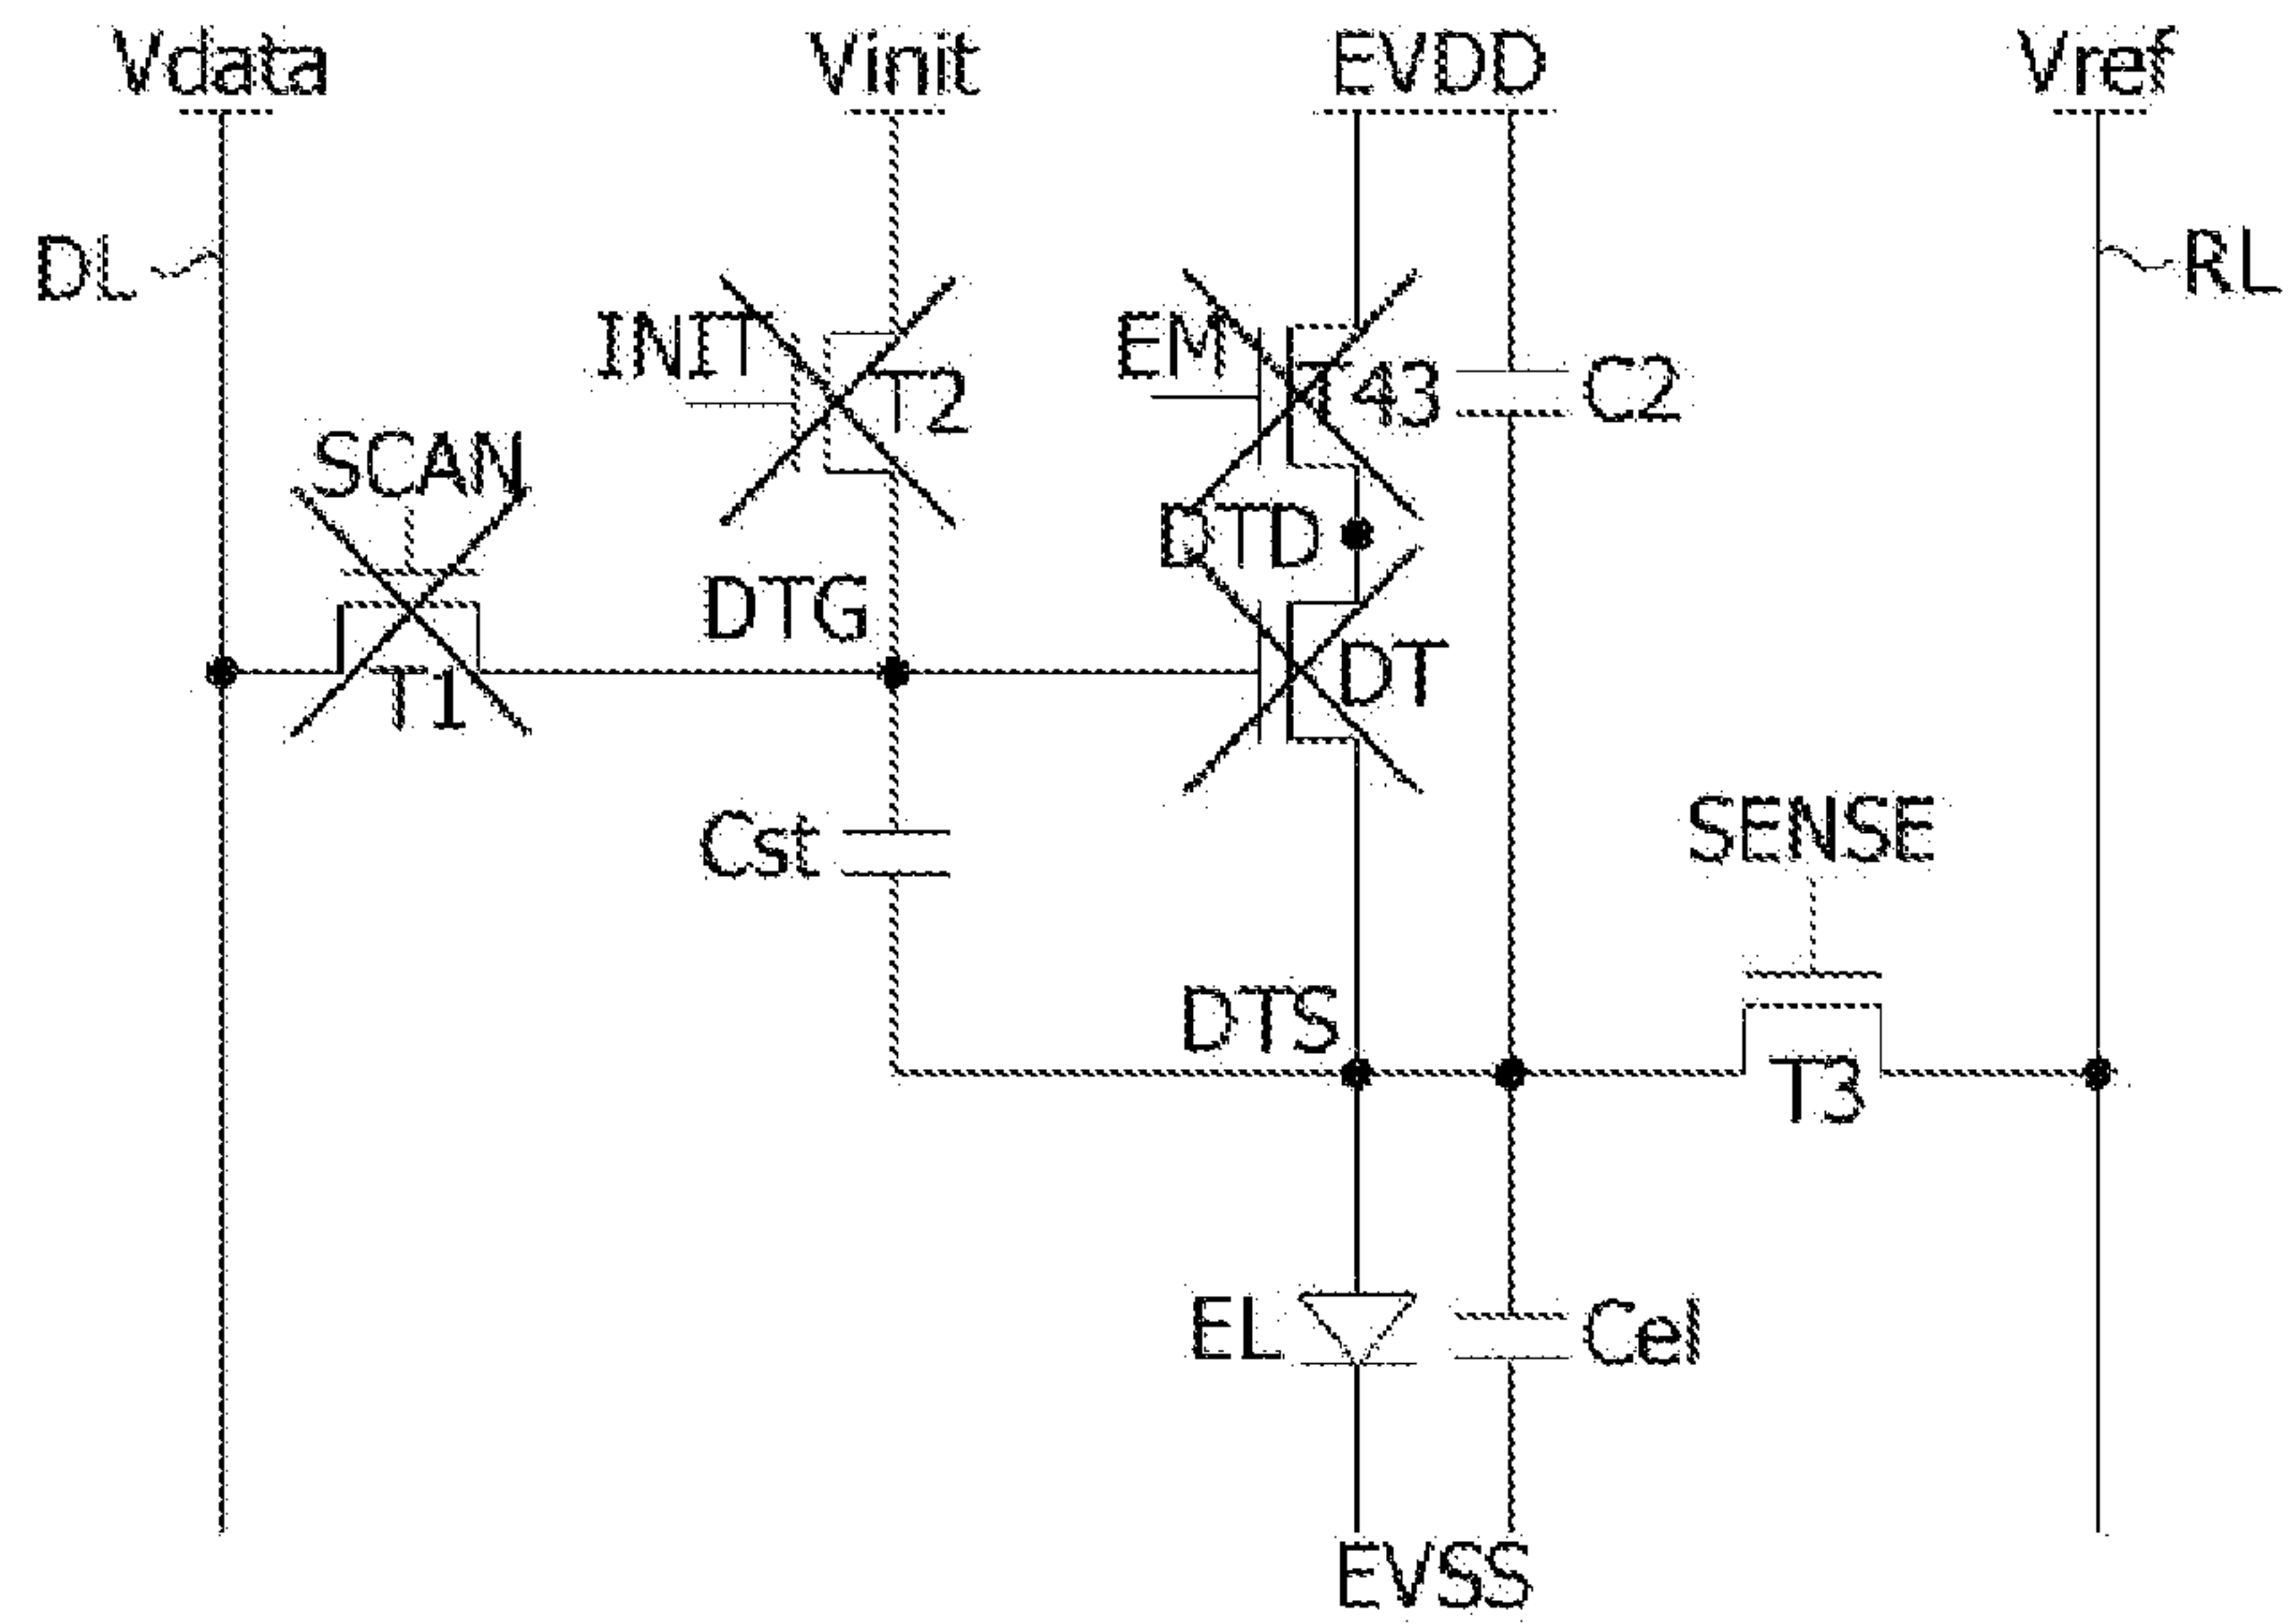 Vdata
Vinit
EVDD
Vref
DL
RL
INIT
T2
EM
T43
C2
SCAN
DTD
DTG
T1
DT
Cst
SENSE
DTS
T3
EL
Cel
EVSS